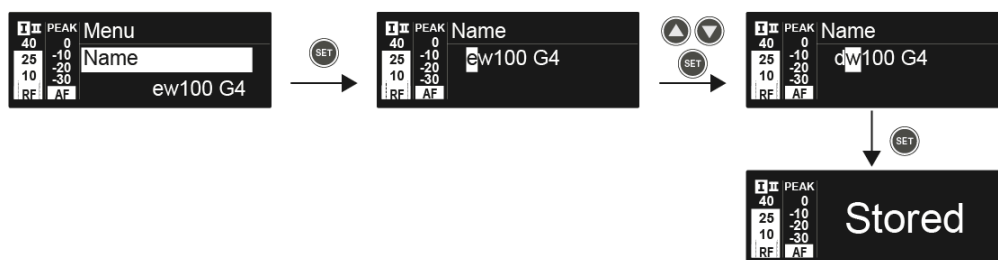 I II PEAK Menu
40 0
25 -10
-20
10 -30
RF AF
Name
ew100 G4
SET
I II PEAK Name
40 0
25 -10
-20
10 -30
RF AF
ew100 G4
SET
I II PEAK Name
40 0
25 -10
-20
10 -30
RF AF
dw100 G4
SET
I II PEAK
40 0
25 -10
-20
10 -30
RF AF
Stored